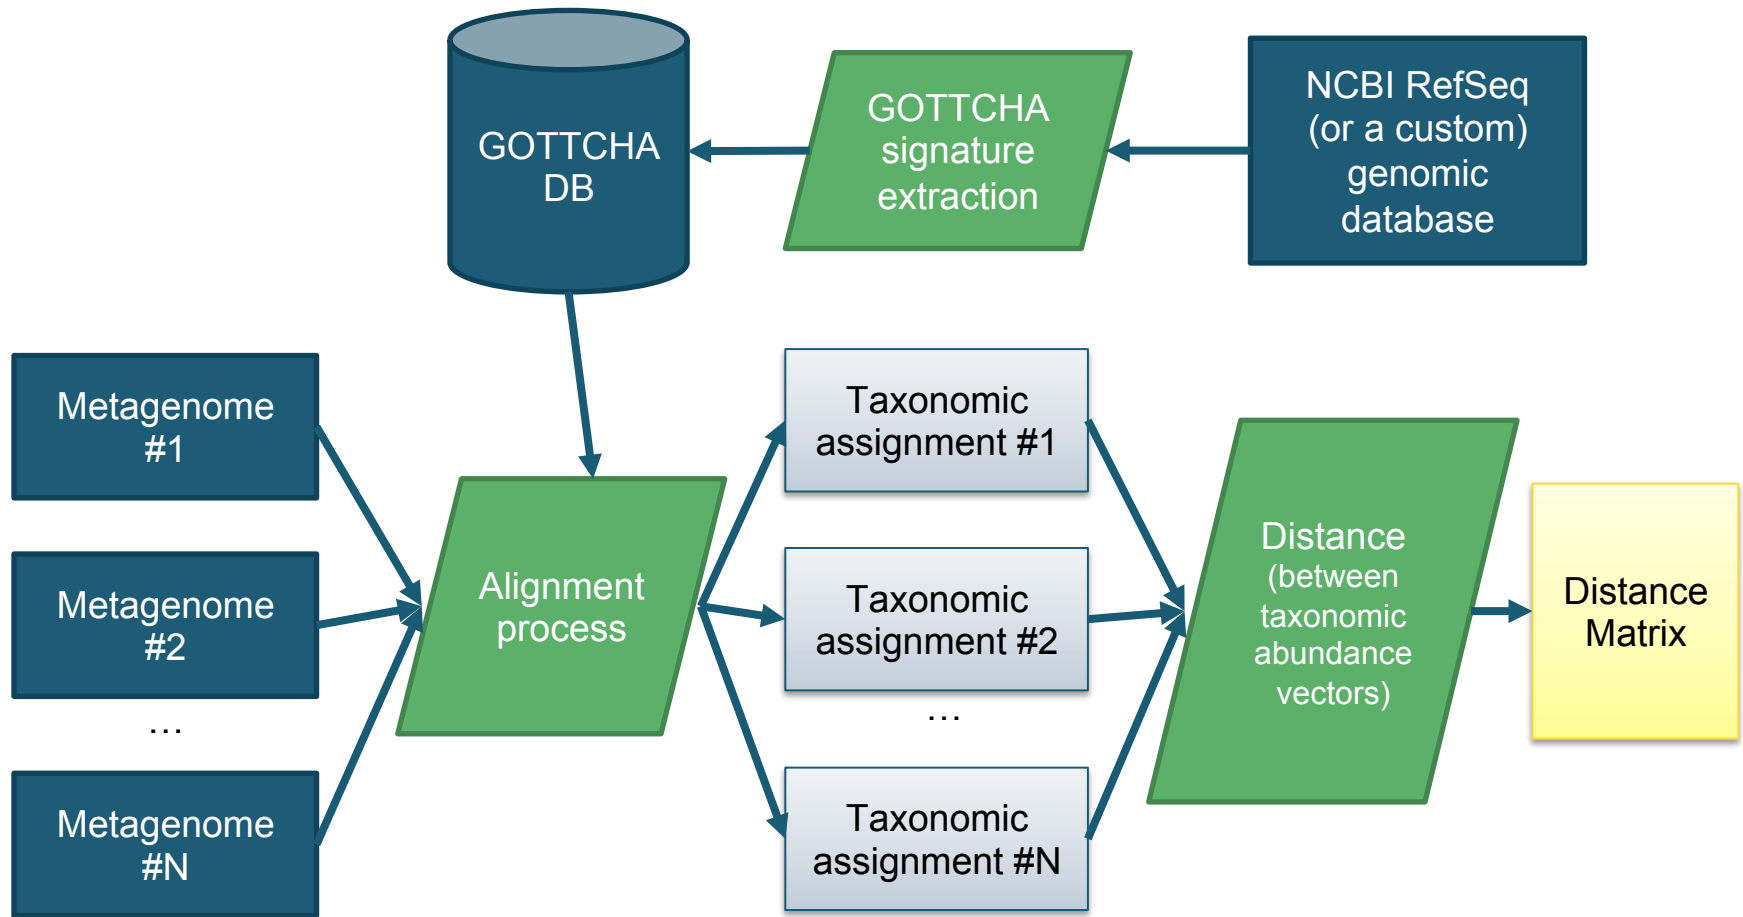 GOTTCHA
DB
GOTTCHA
signature
extraction
NCBI RefSeq
(or a custom)
genomic
database
Metagenome
#1
Metagenome
#2
...
Metagenome
#N
Alignment
process
Taxonomic
assignment #1
Taxonomic
assignment #2
...
Taxonomic
assignment #N
Distance
(between
taxonomic
abundance
vectors)
Distance
Matrix